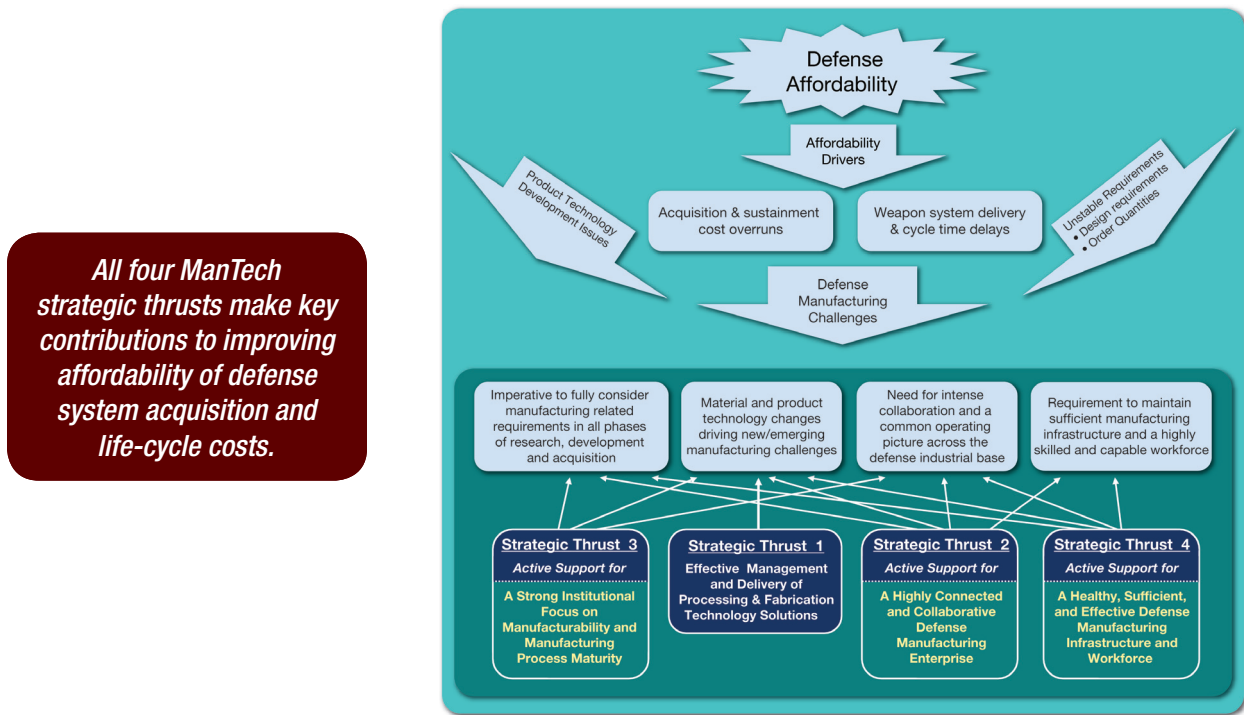 All four ManTech
strategic thrusts make key
contributions to improving
affordability of defense
system acquisition and
life-cycle costs.
Defense
Affordability
Affordability
Drivers
Product Technology
Development Issues
Acquisition & sustainment
cost overruns
Weapon system delivery
& cycle time delays
Unstable Requirements
• Design requirements
• Order Quantities
Defense
Manufacturing
Challenges
Imperative to fully consider
manufacturing related
requirements in all phases
of research, development
and acquisition
Material and product
technology changes
driving new/emerging
manufacturing challenges
Need for intense
collaboration and a
common operating
picture across the
defense industrial base
Requirement to maintain
sufficient manufacturing
infrastructure and a highly
skilled and capable workforce
Strategic Thrust 3
Active Support for
A Strong Institutional
Focus on
Manufacturability and
Manufacturing
Process Maturity
Strategic Thrust 1
Effective Management
and Delivery of
Processing & Fabrication
Technology Solutions
Strategic Thrust 2
Active Support for
A Highly Connected
and Collaborative
Defense
Manufacturing
Enterprise
Strategic Thrust 4
Active Support for
A Healthy, Sufficient,
and Effective Defense
Manufacturing
Infrastructure and
Workforce